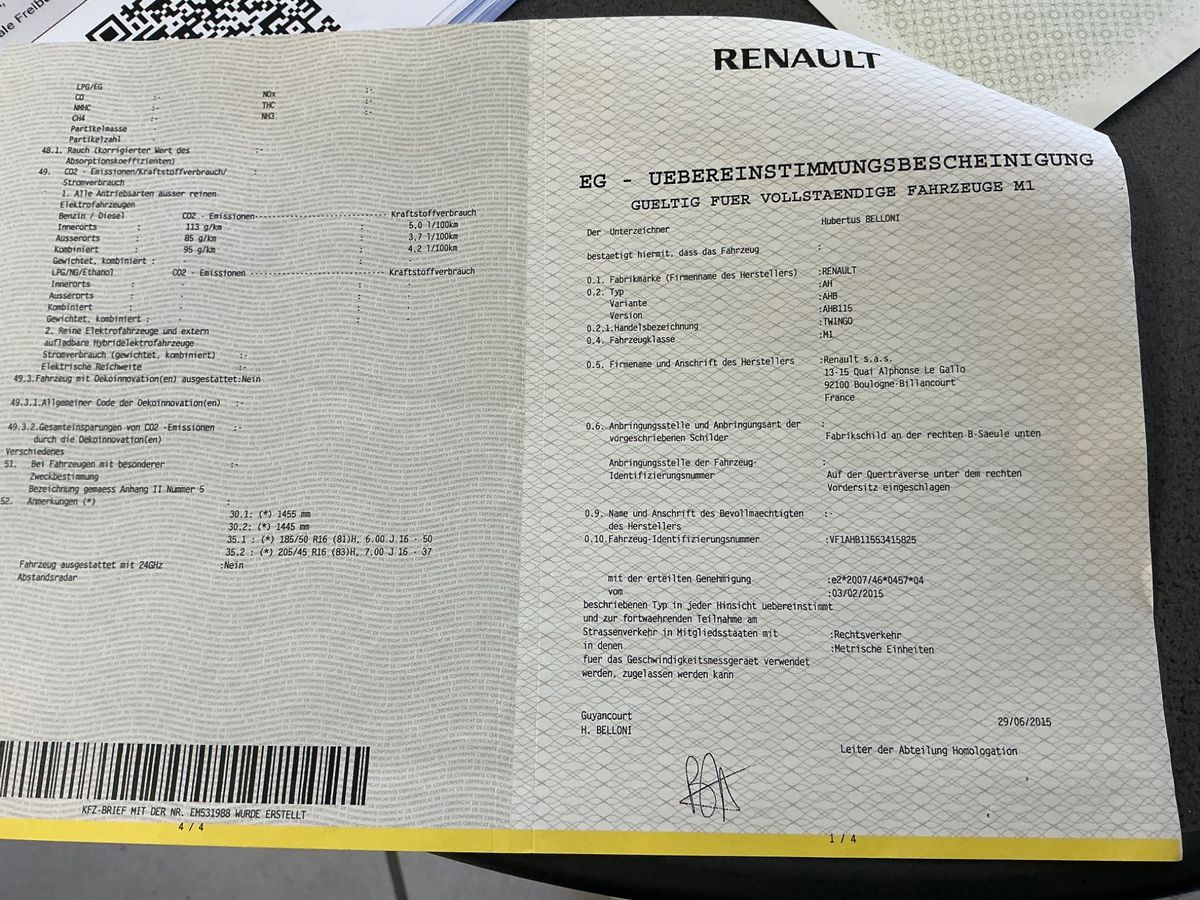 ale Freibu
LPG/EG
CO :- NOx :-
NMHC :- THC :-
CH4 :- NH3 :-
Partikelmasse
Partikelzahl
48.1. Rauch (korrigierter Wert des :-
Absorptionskoeffizienten)
49. CO2 - Emissionen/Kraftstoffverbrauch/ :
Stromverbrauch
1. Alle Antriebsarten ausser reinen
Elektrofahrzeugen
Benzin / Diesel CO2 - Emissionen------------------------------ Kraftstoffverbrauch
Innerorts : 113 g/km : 5,0 l/100km
Ausserorts : 85 g/km : 3,7 l/100km
Kombiniert : 95 g/km : 4,2 l/100km
Gewichtet, kombiniert : - : -
LPG/NG/Ethanol CO2 - Emissionen ------------------------------ Kraftstoffverbrauch
Innerorts : - : -
Ausserorts : - : -
Kombiniert : - : -
Gewichtet, kombiniert : - : -
2. Reine Elektrofahrzeuge und extern
aufladbare Hybridelektrofahrzeuge
Stromverbrauch (gewichtet, kombiniert) :-
Elektrische Reichweite :-
49.3.Fahrzeug mit Oekoinnovation(en) ausgestattet:Nein
49.3.1.Allgemeiner Code der Oekoinnovation(en) :-
49.3.2.Gesamteinsparungen von CO2 -Emissionen :-
durch die Oekoinnovation(en)
Verschiedenes
51. Bei Fahrzeugen mit besonderer :-
Zweckbestimmung
Bezeichnung gemaess Anhang II Nummer 5
52. Anmerkungen (*) :
30.1: (*) 1455 mm
30.2: (*) 1445 mm
35.1 : (*) 185/50 R16 (81)H, 6.00 J 16 - 50
35.2 : (*) 205/45 R16 (83)H, 7.00 J 16 - 37
Fahrzeug ausgestattet mit 24GHz :Nein
Abstandsradar
KFZ-BRIEF MIT DER NR. EM531988 WURDE ERSTELLT
4 / 4
RENAULT
EG - UEBEREINSTIMMUNGSBESCHEINIGUNG
GUELTIG FUER VOLLSTAENDIGE FAHRZEUGE M1
Der Unterzeichner Hubertus BELLONI
bestaetigt hiermit, dass das Fahrzeug :
0.1. Fabrikmarke (Firmenname des Herstellers) :RENAULT
0.2. Typ :AH
Variante :AHB
Version :AHB115
0.2.1.Handelsbezeichnung :TWINGO
0.4. Fahrzeugklasse :M1
0.5. Firmename und Anschrift des Herstellers :Renault s.a.s.
13-15 Quai Alphonse Le Gallo
92100 Boulogne-Billancourt
France
0.6. Anbringungsstelle und Anbringungsart der :
vorgeschriebenen Schilder Fabrikschild an der rechten B-Saeule unten
Anbringungsstelle der Fahrzeug- :
Identifizierungsnummer Auf der Querträverse unter dem rechten
Vordersitz eingeschlagen
0.9. Name und Anschrift des Bevollmaechtigten :-
des Herstellers
0.10.Fahrzeug-Identifizierungsnummer :VF1AHB11553415825
mit der erteilten Genehmigung :e2*2007/46*0457*04
vom :03/02/2015
beschriebenen Typ in jeder Hinsicht uebereinstimmt
und zur fortwaehrenden Teilnahme am
Strassenverkehr in Mitgliedsstaaten mit :Rechtsverkehr
in denen :Metrische Einheiten
fuer das Geschwindigkeitsmessgeraet verwendet
werden, zugelassen werden kann
Guyancourt 29/06/2015
H. BELLONI
Leiter der Abteilung Homologation
1 / 4